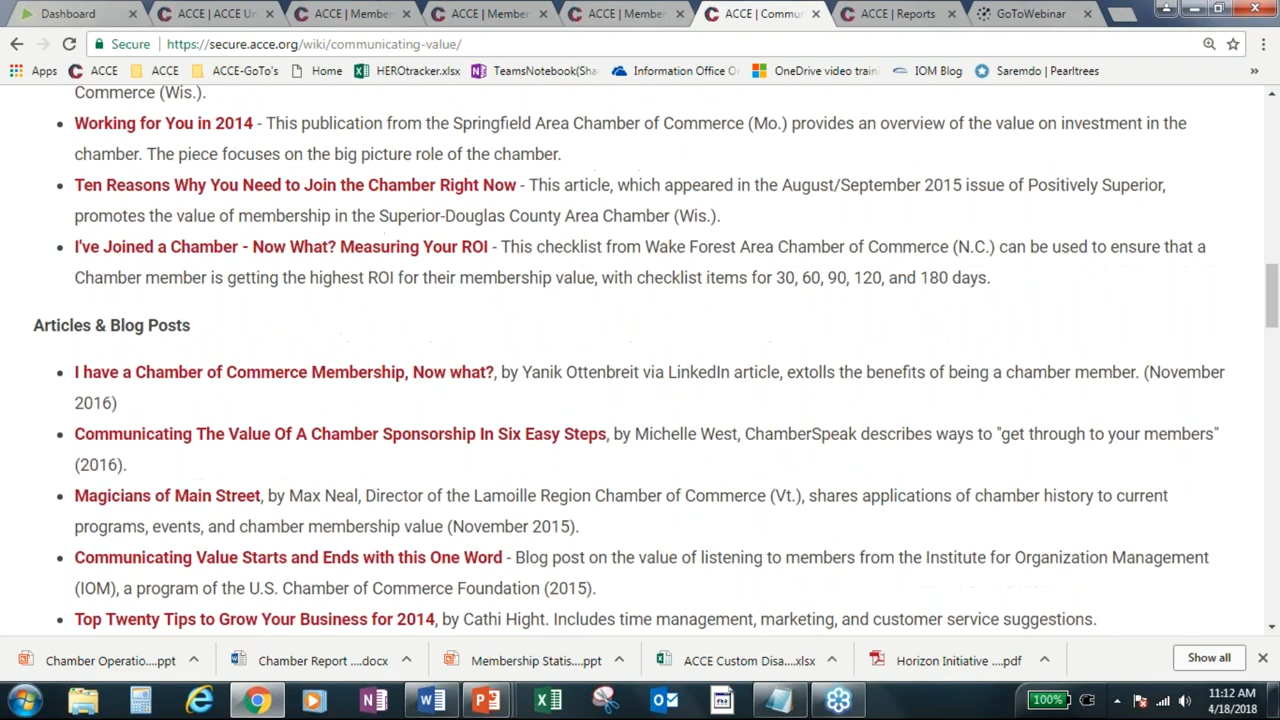 Dashboard
ACCE | ACCE Un
ACCE | Member
ACCE | Member
ACCE | Member
ACCE | Commun
ACCE | Reports
GoToWebinar
Secure
https://secure.acce.org/wiki/communicating-value/
Apps
ACCE
ACCE
ACCE-GoTo's
Home
HEROtracker.xlsx
TeamsNotebook(Sha
Information Office O
OneDrive video train
IOM Blog
Saremdo | Pearltrees
»
Commerce (Wis.).
Working for You in 2014 - This publication from the Springfield Area Chamber of Commerce (Mo.) provides an overview of the value on investment in the
chamber. The piece focuses on the big picture role of the chamber.
Ten Reasons Why You Need to Join the Chamber Right Now - This article, which appeared in the August/September 2015 issue of Positively Superior,
promotes the value of membership in the Superior-Douglas County Area Chamber (Wis.).
I've Joined a Chamber - Now What? Measuring Your ROI - This checklist from Wake Forest Area Chamber of Commerce (N.C.) can be used to ensure that a
Chamber member is getting the highest ROI for their membership value, with checklist items for 30, 60, 90, 120, and 180 days.
Articles & Blog Posts
I have a Chamber of Commerce Membership, Now what?, by Yanik Ottenbreit via LinkedIn article, extolls the benefits of being a chamber member. (November
2016)
Communicating The Value Of A Chamber Sponsorship In Six Easy Steps, by Michelle West, ChamberSpeak describes ways to "get through to your members"
(2016).
Magicians of Main Street, by Max Neal, Director of the Lamoille Region Chamber of Commerce (Vt.), shares applications of chamber history to current
programs, events, and chamber membership value (November 2015).
Communicating Value Starts and Ends with this One Word - Blog post on the value of listening to members from the Institute for Organization Management
(IOM), a program of the U.S. Chamber of Commerce Foundation (2015).
Top Twenty Tips to Grow Your Business for 2014, by Cathi Hight. Includes time management, marketing, and customer service suggestions.
Chamber Operatio....ppt
Chamber Report ....docx
Membership Statis....ppt
ACCE Custom Disa....xlsx
Horizon Initiative ....pdf
Show all
100%
11:12 AM
4/18/2018